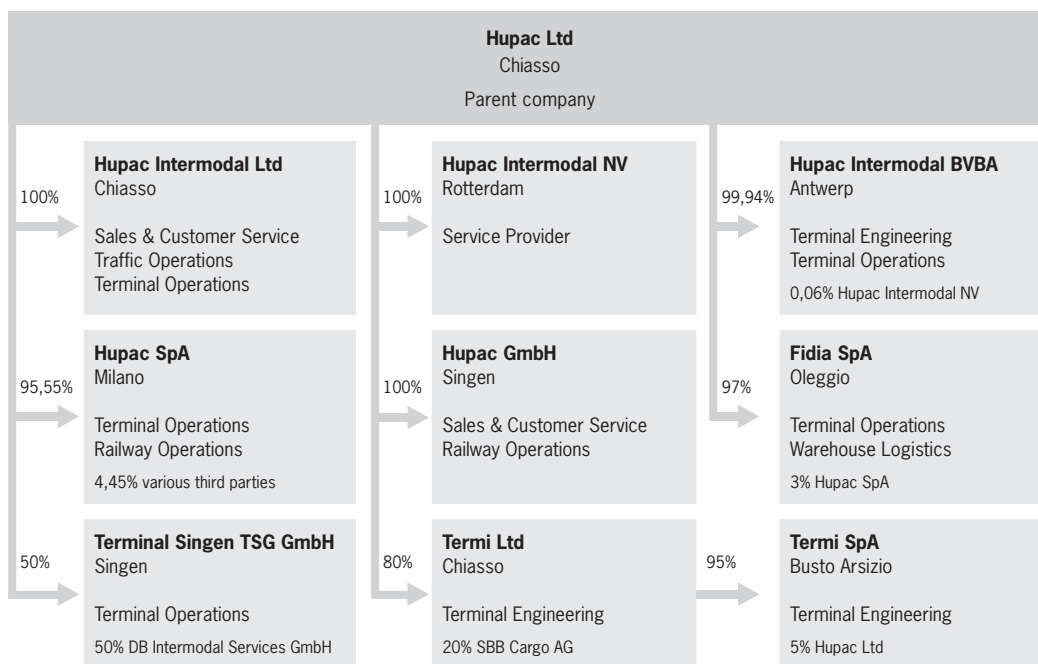 Hupac Ltd
Chiasso
Parent company
100%
Hupac Intermodal Ltd
Chiasso
Sales & Customer Service
Traffic Operations
Terminal Operations
100%
Hupac Intermodal NV
Rotterdam
Service Provider
99,94%
Hupac Intermodal BVBA
Antwerp
Terminal Engineering
Terminal Operations
0,06% Hupac Intermodal NV
95,55%
Hupac SpA
Milano
Terminal Operations
Railway Operations
4,45% various third parties
100%
Hupac GmbH
Singen
Sales & Customer Service
Railway Operations
97%
Fidia SpA
Oleggio
Terminal Operations
Warehouse Logistics
3% Hupac SpA
50%
Terminal Singen TSG GmbH
Singen
Terminal Operations
50% DB Intermodal Services GmbH
80%
Termi Ltd
Chiasso
Terminal Engineering
20% SBB Cargo AG
95%
Termi SpA
Busto Arsizio
Terminal Engineering
5% Hupac Ltd